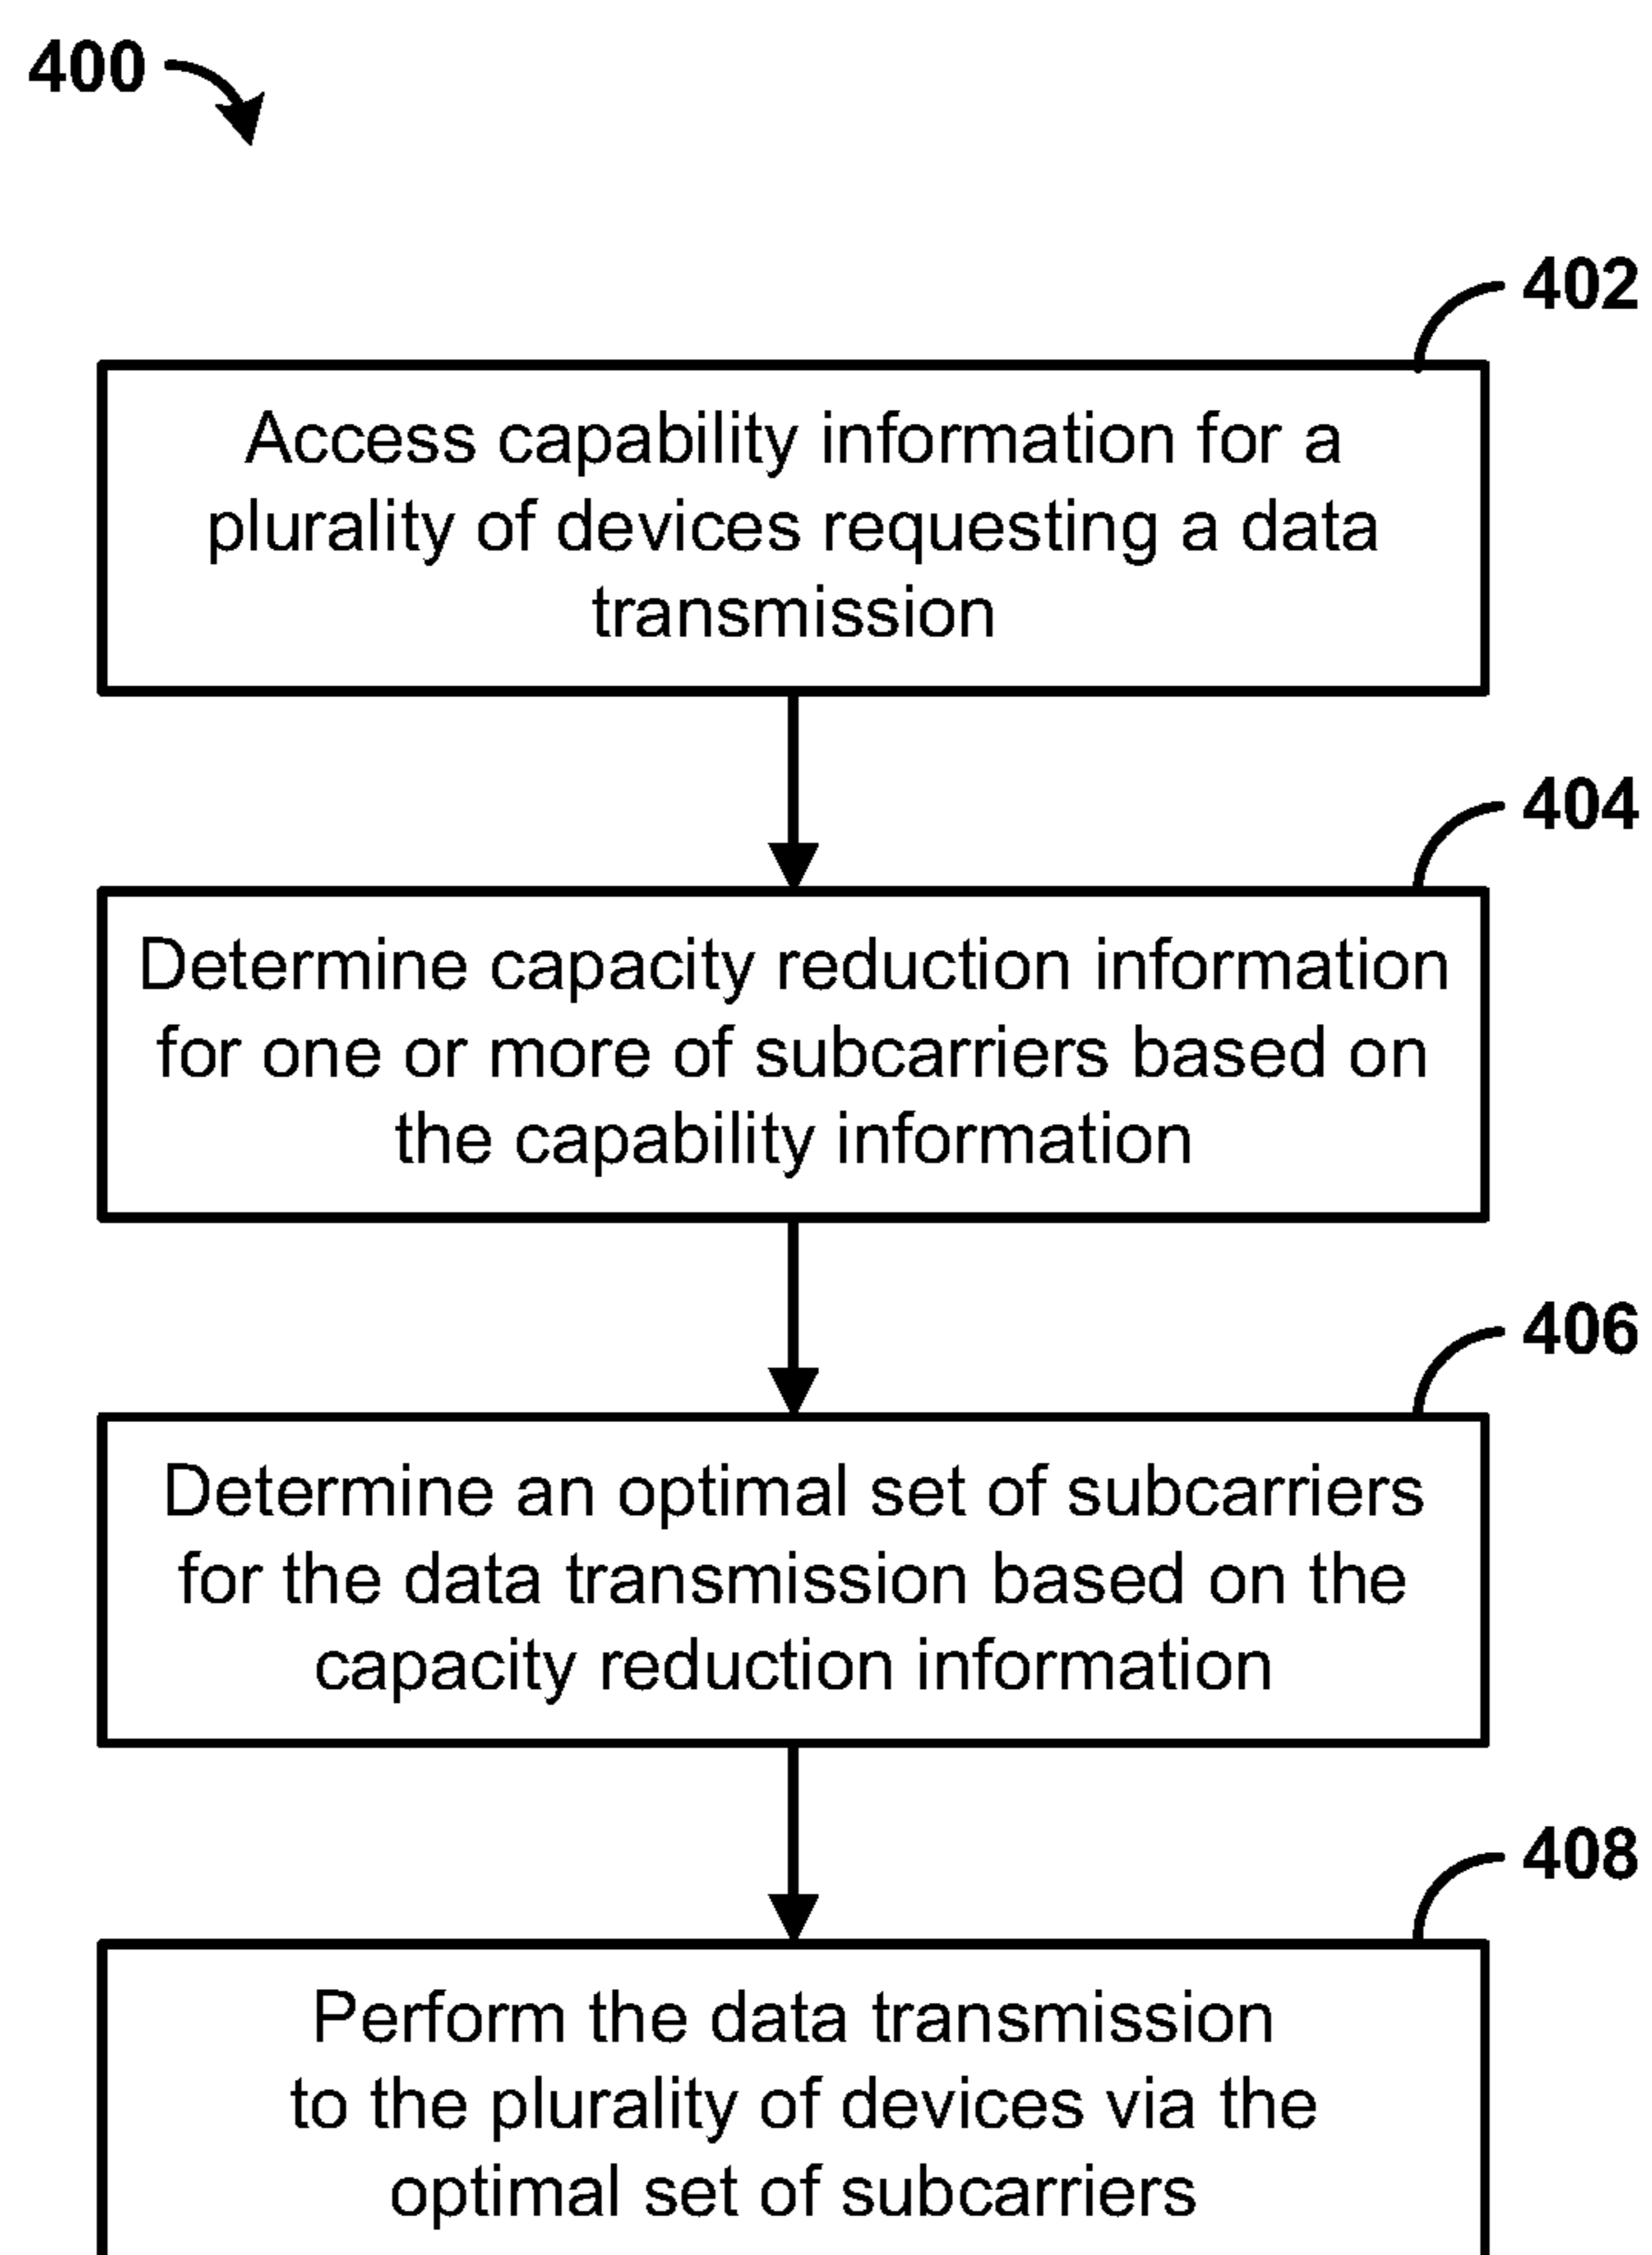 400
402
Access capability information for a
plurality of devices requesting a data
transmission
404
Determine capacity reduction information
for one or more of subcarriers based on
the capability information
406
Determine an optimal set of subcarriers
for the data transmission based on the
capacity reduction information
408
Perform the data transmission
to the plurality of devices via the
optimal set of subcarriers